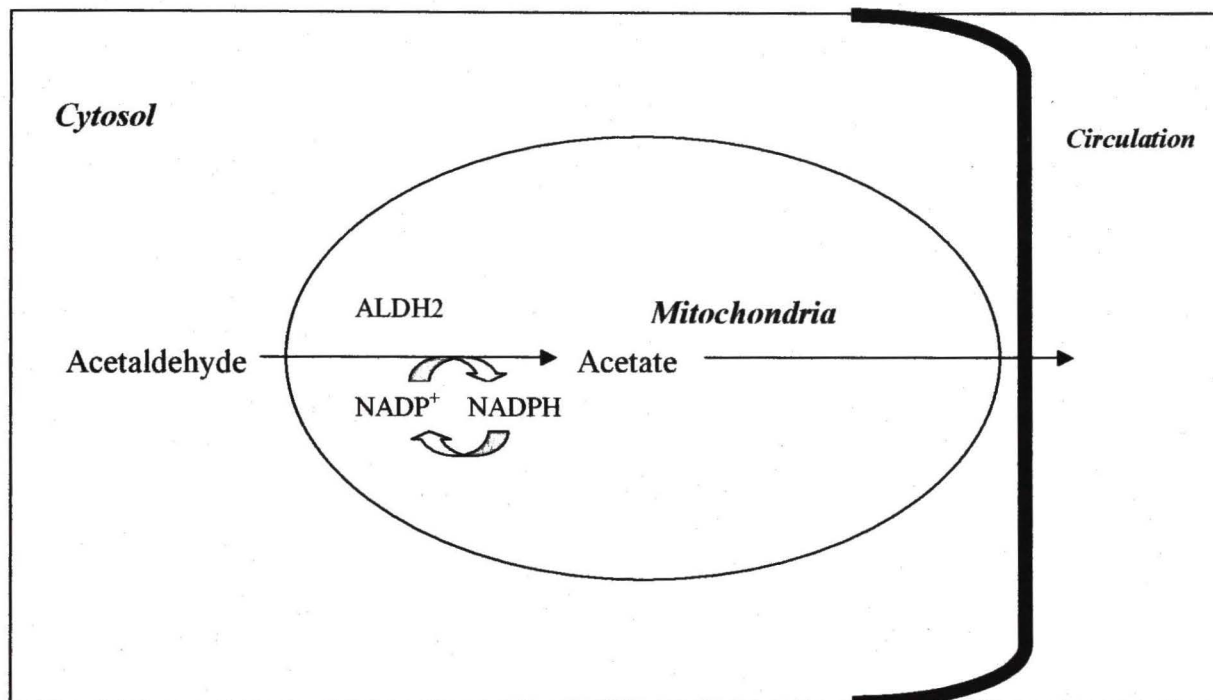 Cytosol
Circulation
ALDH2
Mitochondria
Acetaldehyde
Acetate
NADP⁺ NADPH